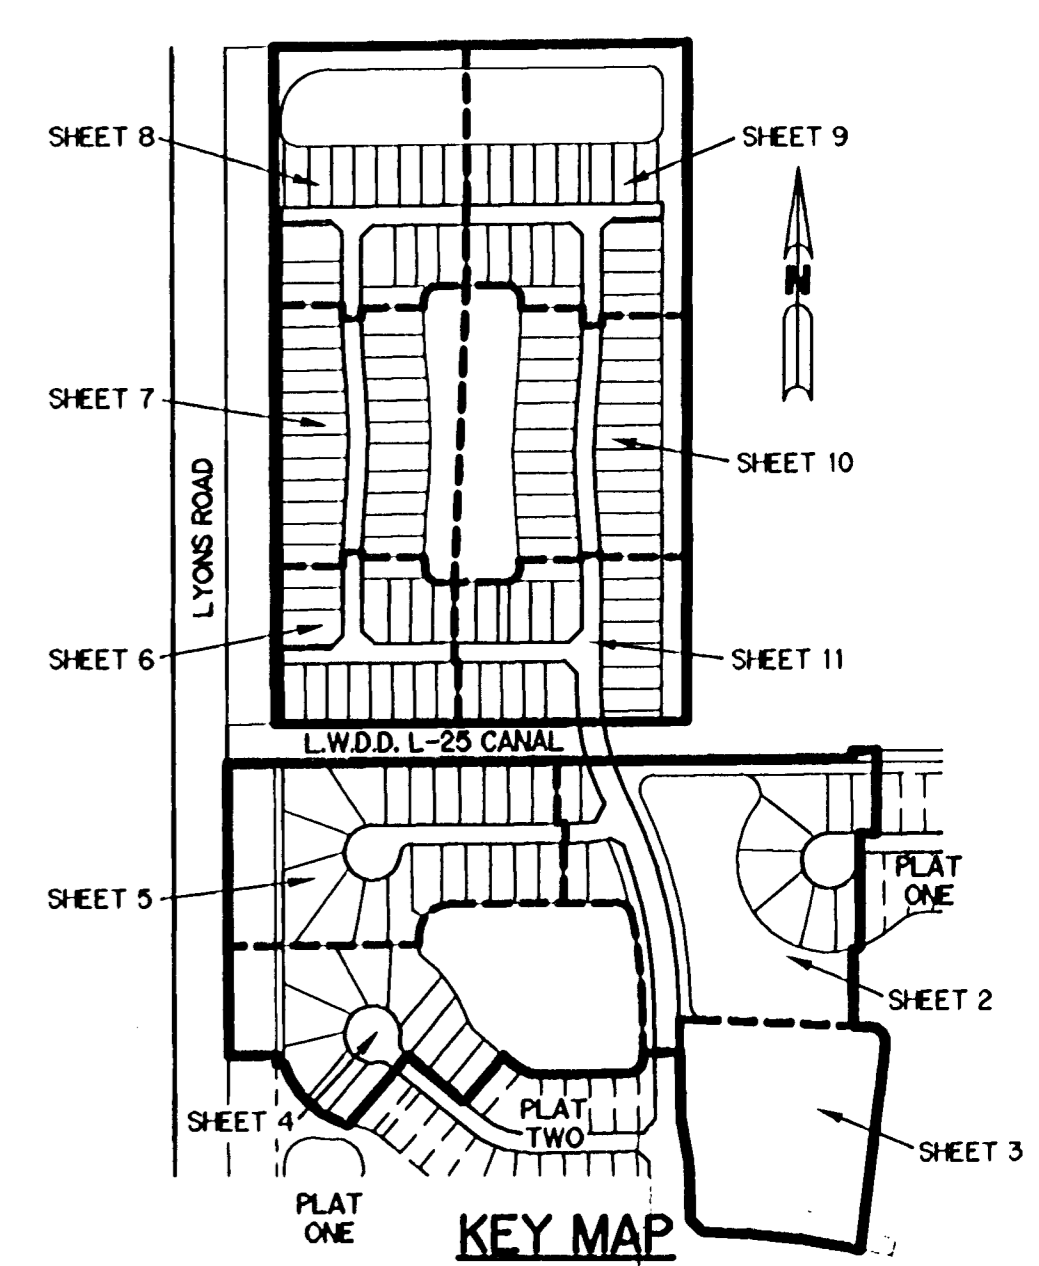 SHEET 8
SHEET 9
N
SHEET 7
SHEET 10
LYONS ROAD
SHEET 6
SHEET 11
L.W.D.D. L-25 CANAL
PLAT
ONE
SHEET 5
SHEET 2
SHEET 4
PLAT
TWO
SHEET 3
PLAT
ONE
KEY MAP